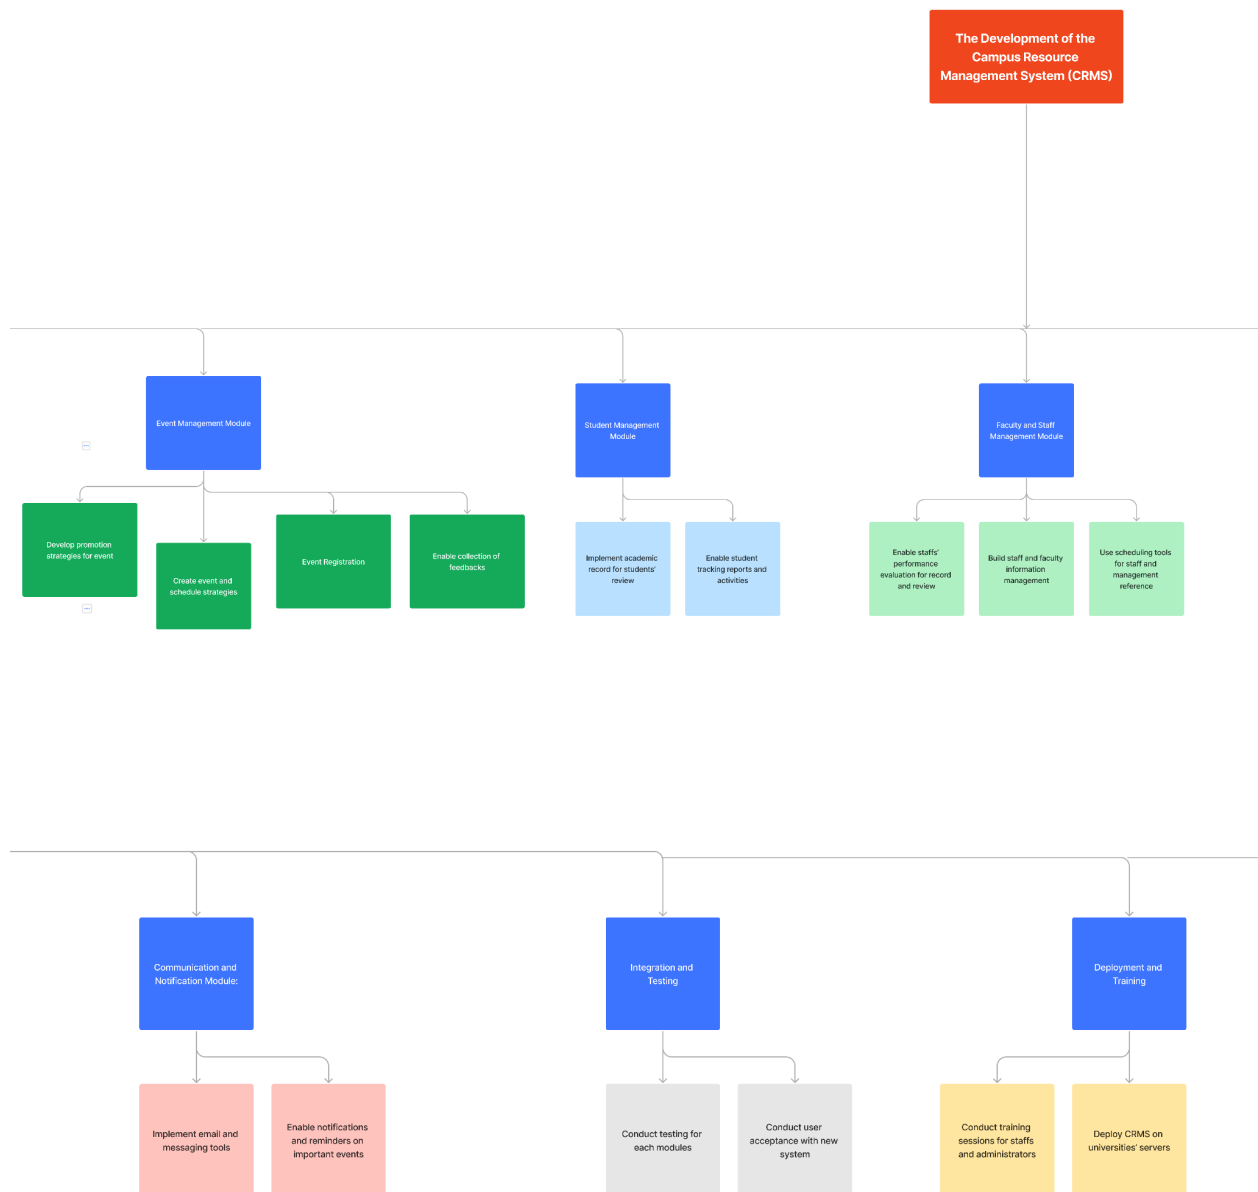 The Development of the
Campus Resource
Management System (CRMS)
Event Management Module
Student Management
Module
Faculty and Staff
Management Module
Develop promotion
strategies for event
Create event and
schedule strategies
Event Registration
Enable collection of
feedbacks
Implement academic
record for students'
review
Enable student
tracking reports and
activities
Enable staffs'
performance
evaluation for record
and review
Build staff and faculty
information
management
Use scheduling tools
for staff and
management
reference
Communication and
Notification Module:
Integration and
Testing
Deployment and
Training
Implement email and
messaging tools
Enable notifications
and reminders on
important events
Conduct testing for
each modules
Conduct user
acceptance with new
system
Conduct training
sessions for staffs
and administrators
Deploy CRMS on
universities' servers